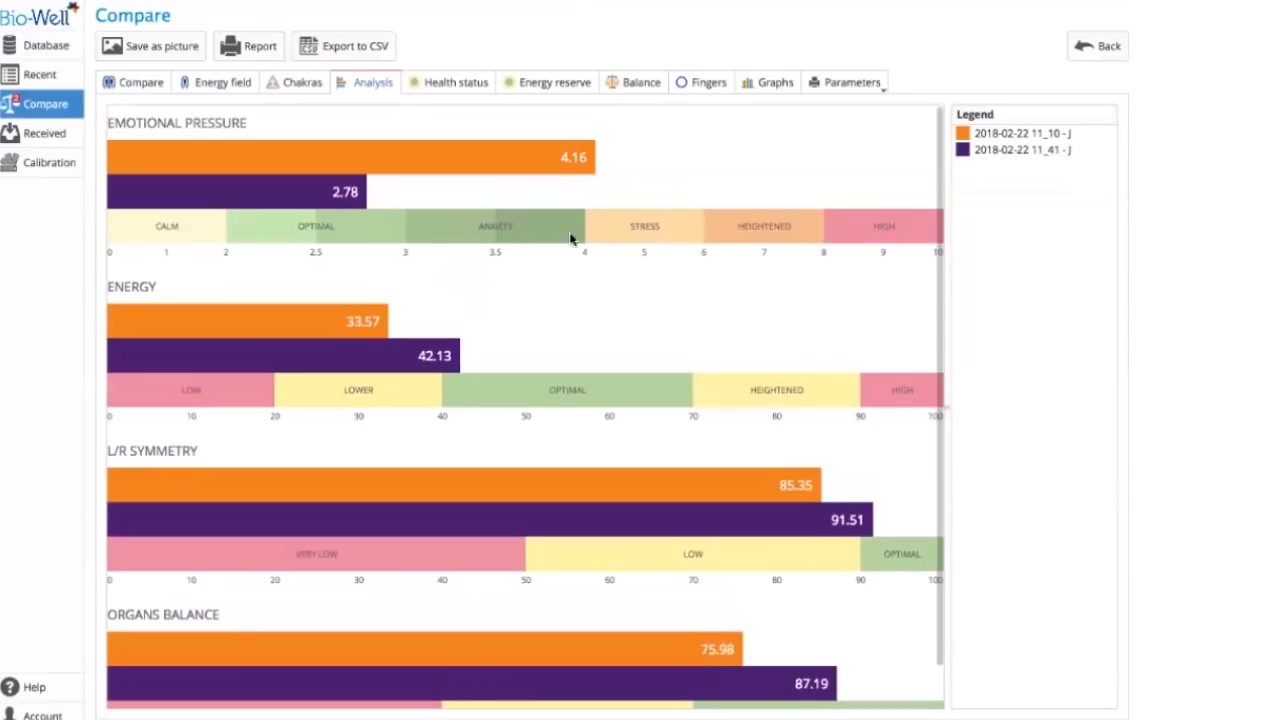 Bio-Well
Compare
Database
Save as picture
Report
Export to CSV
Back
Recent
Compare
Energy field
Chakras
Analysis
Health status
Energy reserve
Balance
Fingers
Graphs
Parameters
Compare
Received
Calibration
Legend
2018-02-22 11_10 - J
2018-02-22 11_41 - J
EMOTIONAL PRESSURE
4.16
2.78
CALM OPTIMAL ANXIETY STRESS HEIGHTENED HIGH
0 1 2 2.5 3 3.5 4 5 6 7 8 9 10
ENERGY
33.57
42.13
LOW LOWER OPTIMAL HEIGHTENED HIGH
0 10 20 30 40 50 60 70 80 90 100
L/R SYMMETRY
85.35
91.51
VERY LOW LOW OPTIMAL
0 10 20 30 40 50 60 70 80 90 100
ORGANS BALANCE
75.98
87.19
Help
Account